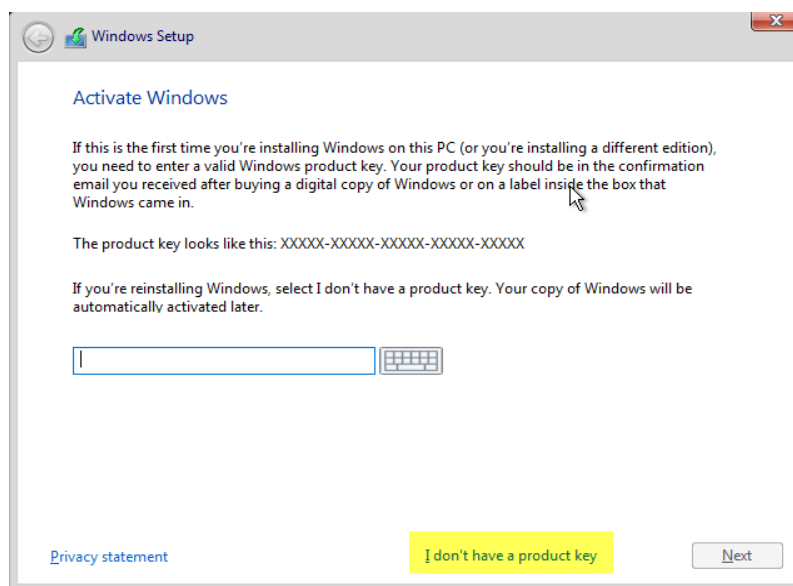 Windows Setup
Activate Windows
If this is the first time you're installing Windows on this PC (or you're installing a different edition),
you need to enter a valid Windows product key. Your product key should be in the confirmation
email you received after buying a digital copy of Windows or on a label inside the box that
Windows came in.
The product key looks like this: XXXXX-XXXXX-XXXXX-XXXXX-XXXXX
If you're reinstalling Windows, select I don't have a product key. Your copy of Windows will be
automatically activated later.
Privacy statement
I don't have a product key
Next